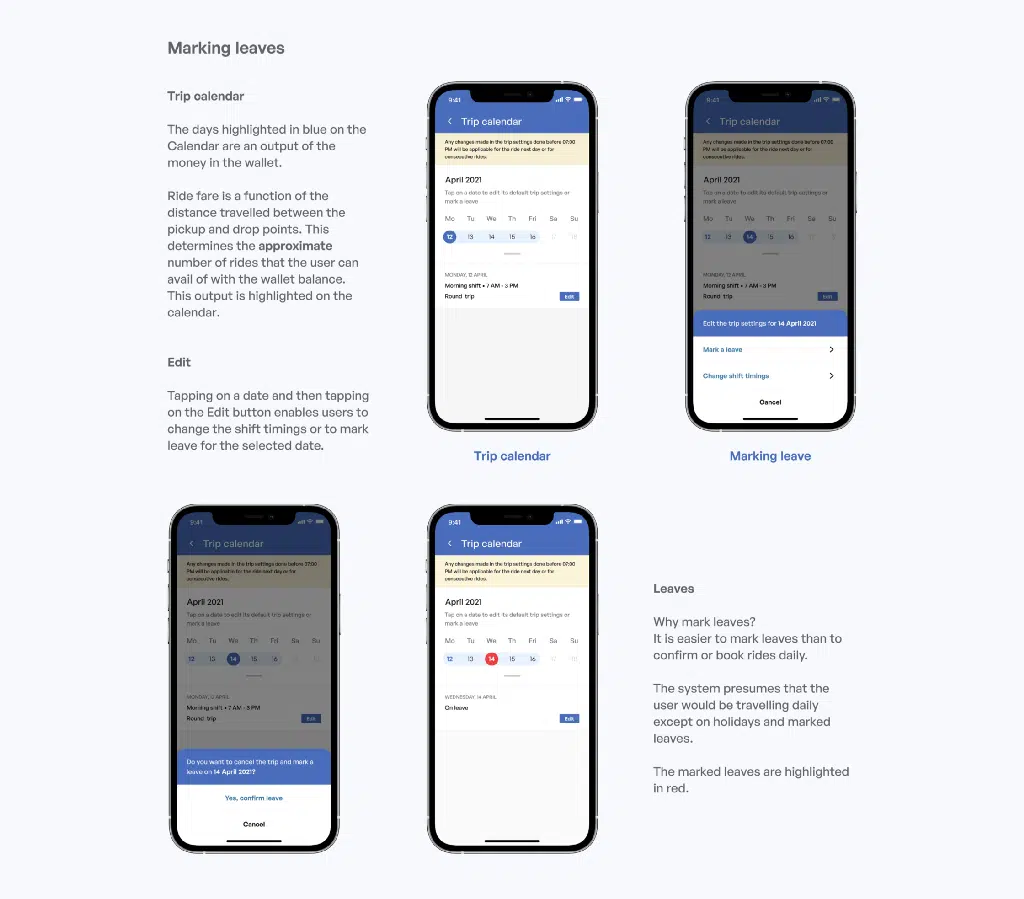 Marking leaves
Trip calendar
The days highlighted in blue on the
Calendar are an output of the
money in the wallet.
Ride fare is a function of the
distance travelled between the
pickup and drop points. This
determines the approximate
number of rides that the user can
avail of with the wallet balance.
This output is highlighted on the
calendar.
Edit
Tapping on a date and then tapping
on the Edit button enables users to
change the shift timings or to mark
leave for the selected date.
9:41
Trip calendar
Any changes made in the trip settings done before 07:00
PM will be applicable for the ride next day or for
consecutive rides.
April 2021
Tap on a date to edit its default trip settings or
mark a leave
Mo Tu We Th Fri Sa Su
12 13 14 15 16 17 18
MONDAY, 12 APRIL
Morning shift • 7 AM - 3 PM
Round trip
Edit
Trip calendar
9:41
Trip calendar
Any changes made in the trip settings done before 07:00
PM will be applicable for the ride next day or for
consecutive rides.
April 2021
Tap on a date to edit its default trip settings or
mark a leave
Mo Tu We Th Fri Sa Su
12 13 14 15 16
MONDAY, 12 APRIL
Morning shift • 7 AM - 3 PM
Round trip
Edit
Edit the trip settings for 14 April 2021
Mark a leave
Change shift timings
Cancel
Marking leave
9:41
Trip calendar
Any changes made in the trip settings done before 07:00
PM will be applicable for the ride next day or for
consecutive rides.
April 2021
Tap on a date to edit its default trip settings or
mark a leave
Mo Tu We Th Fri Sa Su
12 13 14 15 16
MONDAY, 12 APRIL
Morning shift • 7 AM - 3 PM
Round trip
Edit
Do you want to cancel the trip and mark a
leave on 14 April 2021?
Yes, confirm leave
Cancel
9:41
Trip calendar
Any changes made in the trip settings done before 07:00
PM will be applicable for the ride next day or for
consecutive rides.
April 2021
Tap on a date to edit its default trip settings or
mark a leave
Mo Tu We Th Fri Sa Su
12 13 14 15 16 17 18
WEDNESDAY, 14 APRIL
On leave
Edit
Leaves
Why mark leaves?
It is easier to mark leaves than to
confirm or book rides daily.
The system presumes that the
user would be travelling daily
except on holidays and marked
leaves.
The marked leaves are highlighted
in red.